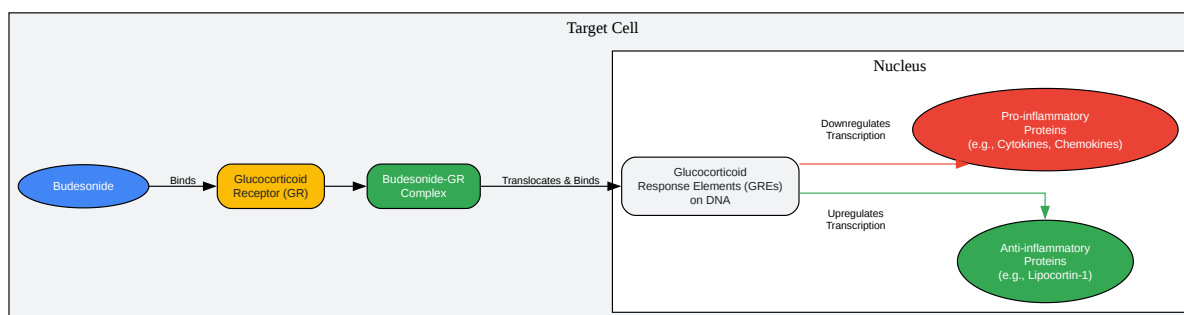 Target Cell
Nucleus
Budesonide
Binds
Glucocorticoid
Receptor (GR)
Budesonide-GR
Complex
Translocates & Binds
Glucocorticoid
Response Elements (GREs)
on DNA
Downregulates
Transcription
Pro-inflammatory
Proteins
(e.g., Cytokines, Chemokines)
Upregulates
Transcription
Anti-inflammatory
Proteins
(e.g., Lipocortin-1)